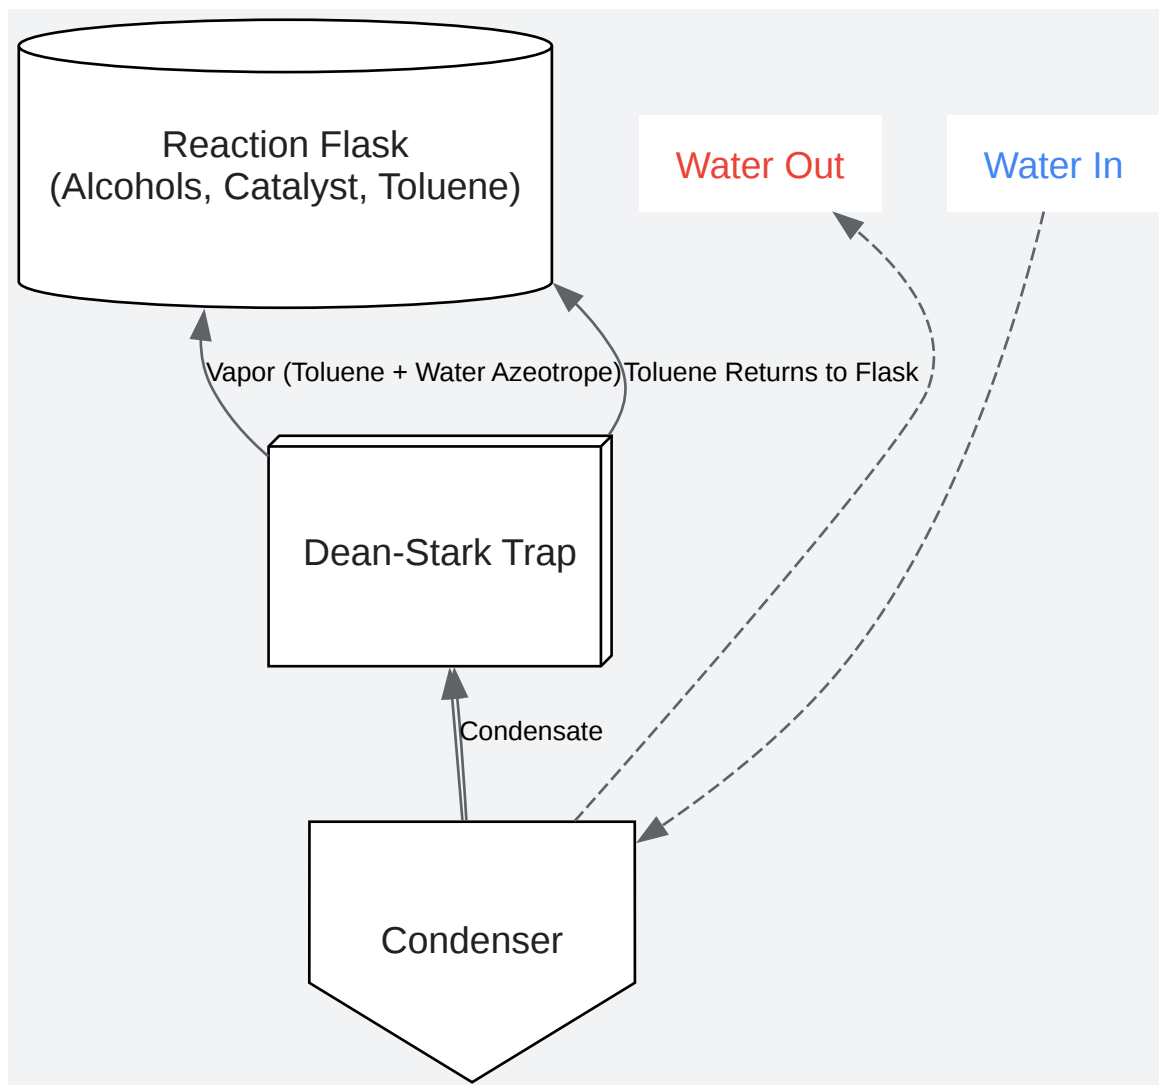 Reaction Flask
(Alcohols, Catalyst, Toluene)
Water Out
Water In
Vapor (Toluene + Water Azeotrope)
Toluene Returns to Flask
Dean-Stark Trap
Condensate
Condenser